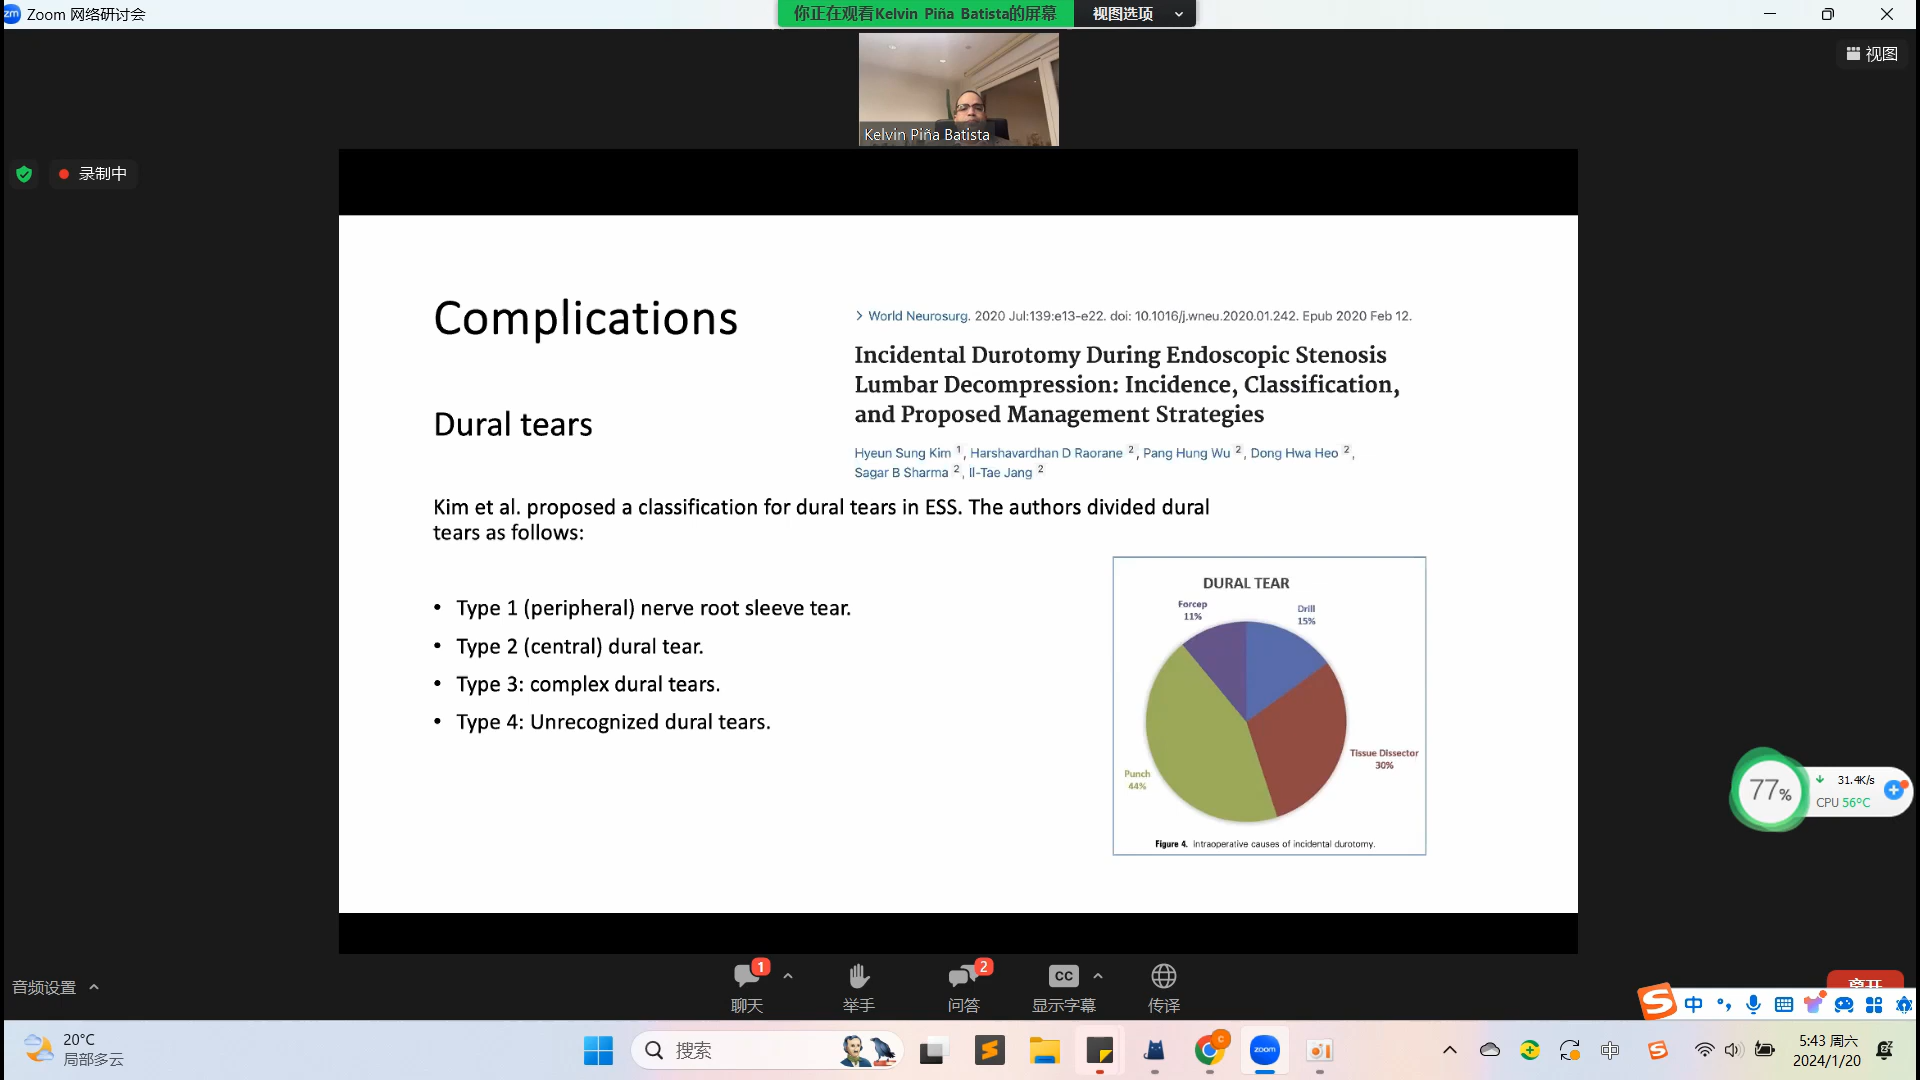 Zoom 网络研讨会
你正在观看Kelvin Piña Batista的屏幕
视图选项
视图
Kelvin Piña Batista
录制中
Complications
World Neurosurg. 2020 Jul:139:e13-e22. doi: 10.1016/j.wneu.2020.01.242. Epub 2020 Feb 12.
Incidental Durotomy During Endoscopic Stenosis
Lumbar Decompression: Incidence, Classification,
and Proposed Management Strategies
Dural tears
Hyeun Sung Kim 1, Harshavardhan D Raorane 2, Pang Hung Wu 2, Dong Hwa Heo 2,
Sagar B Sharma 2, Il-Tae Jang 2
Kim et al. proposed a classification for dural tears in ESS. The authors divided dural
tears as follows:
• Type 1 (peripheral) nerve root sleeve tear.
• Type 2 (central) dural tear.
• Type 3: complex dural tears.
• Type 4: Unrecognized dural tears.
DURAL TEAR
Forcep
11%
Drill
15%
Tissue Dissector
30%
Punch
44%
Figure 4. Intraoperative causes of incidental durotomy.
77%
31.4K/s
CPU 56°C
音频设置
1
聊天
举手
2
问答
CC
显示字幕
传译
离开
中
20°C
局部多云
搜索
zoom
中
5:43 周六
2024/1/20